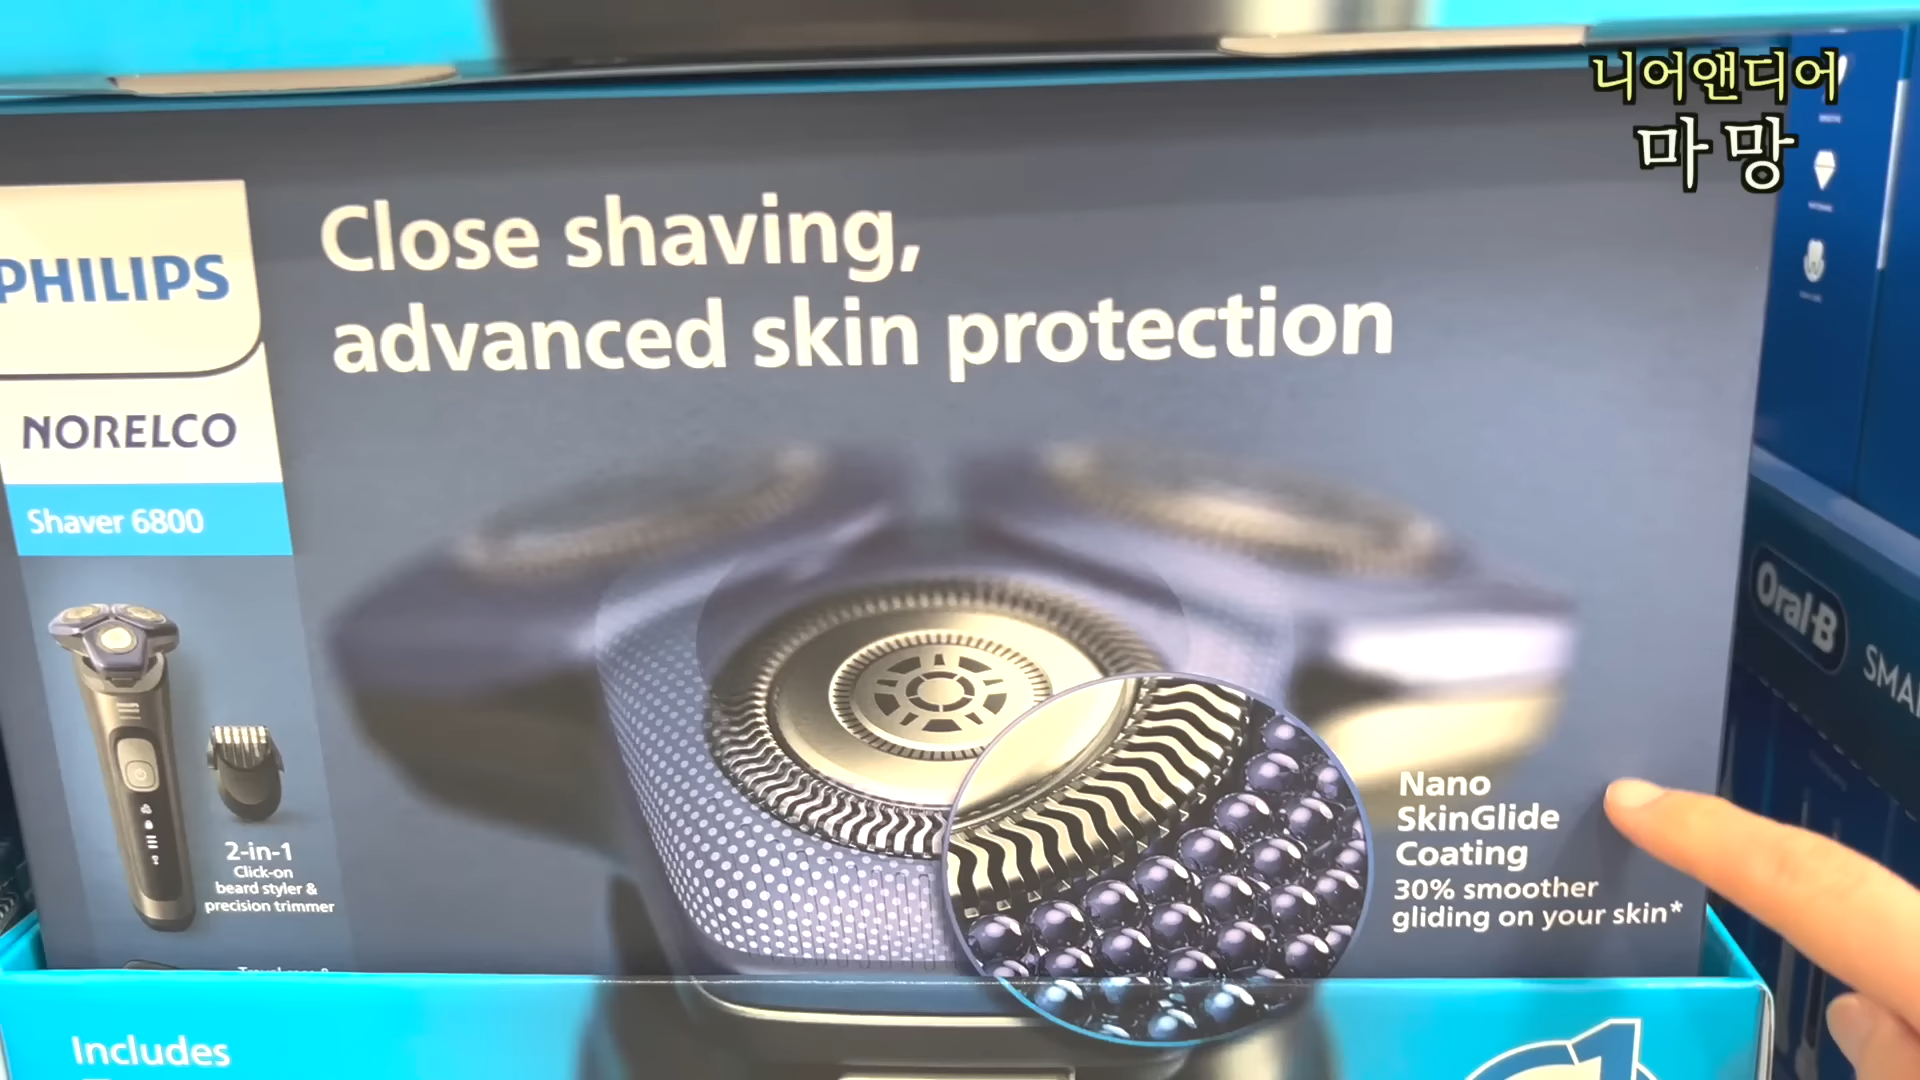 니어앤디어
마망
PHILIPS
NORELCO
Shaver 6800
Close shaving,
advanced skin protection
2-in-1
Click-on
beard styler &
precision trimmer
Nano
SkinGlide
Coating
30% smoother
gliding on your skin*
Oral-B
Includes